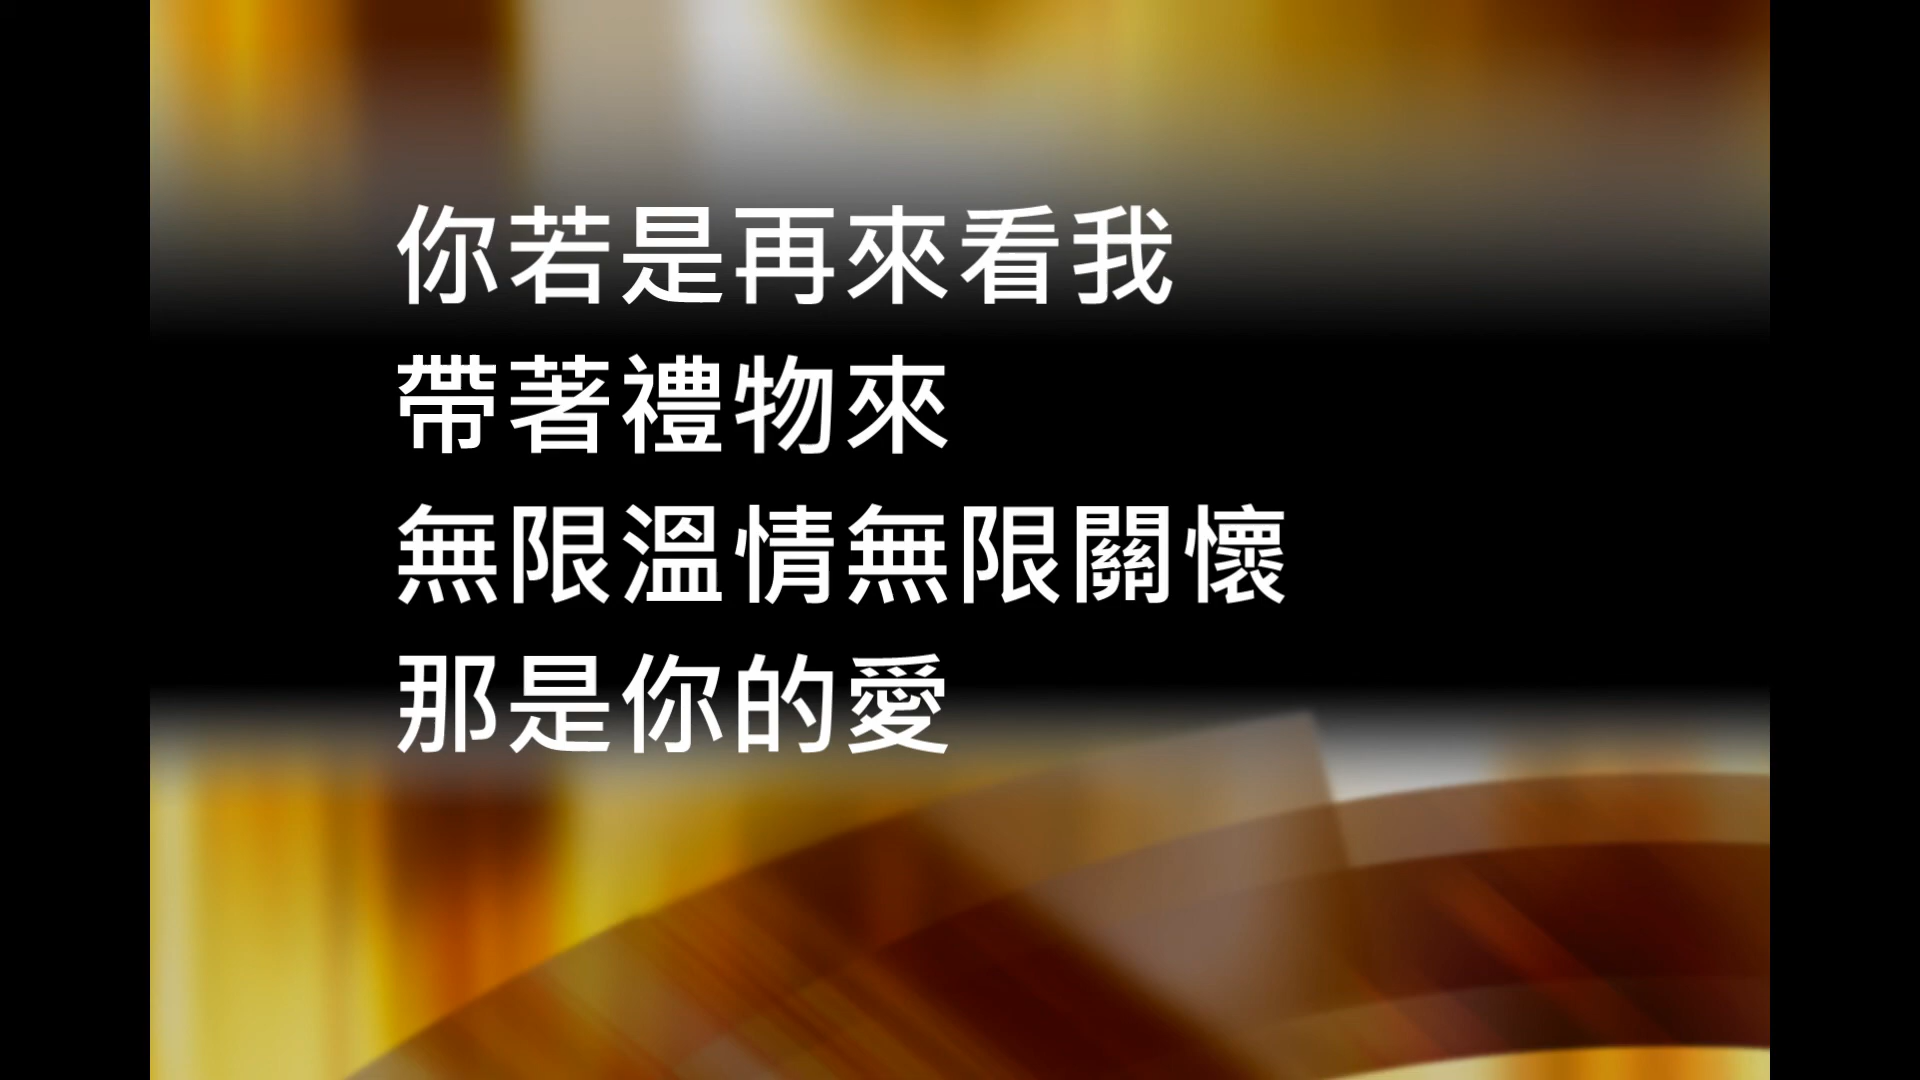 你若是再來看我
帶著禮物來
無限溫情無限關懷
那是你的愛